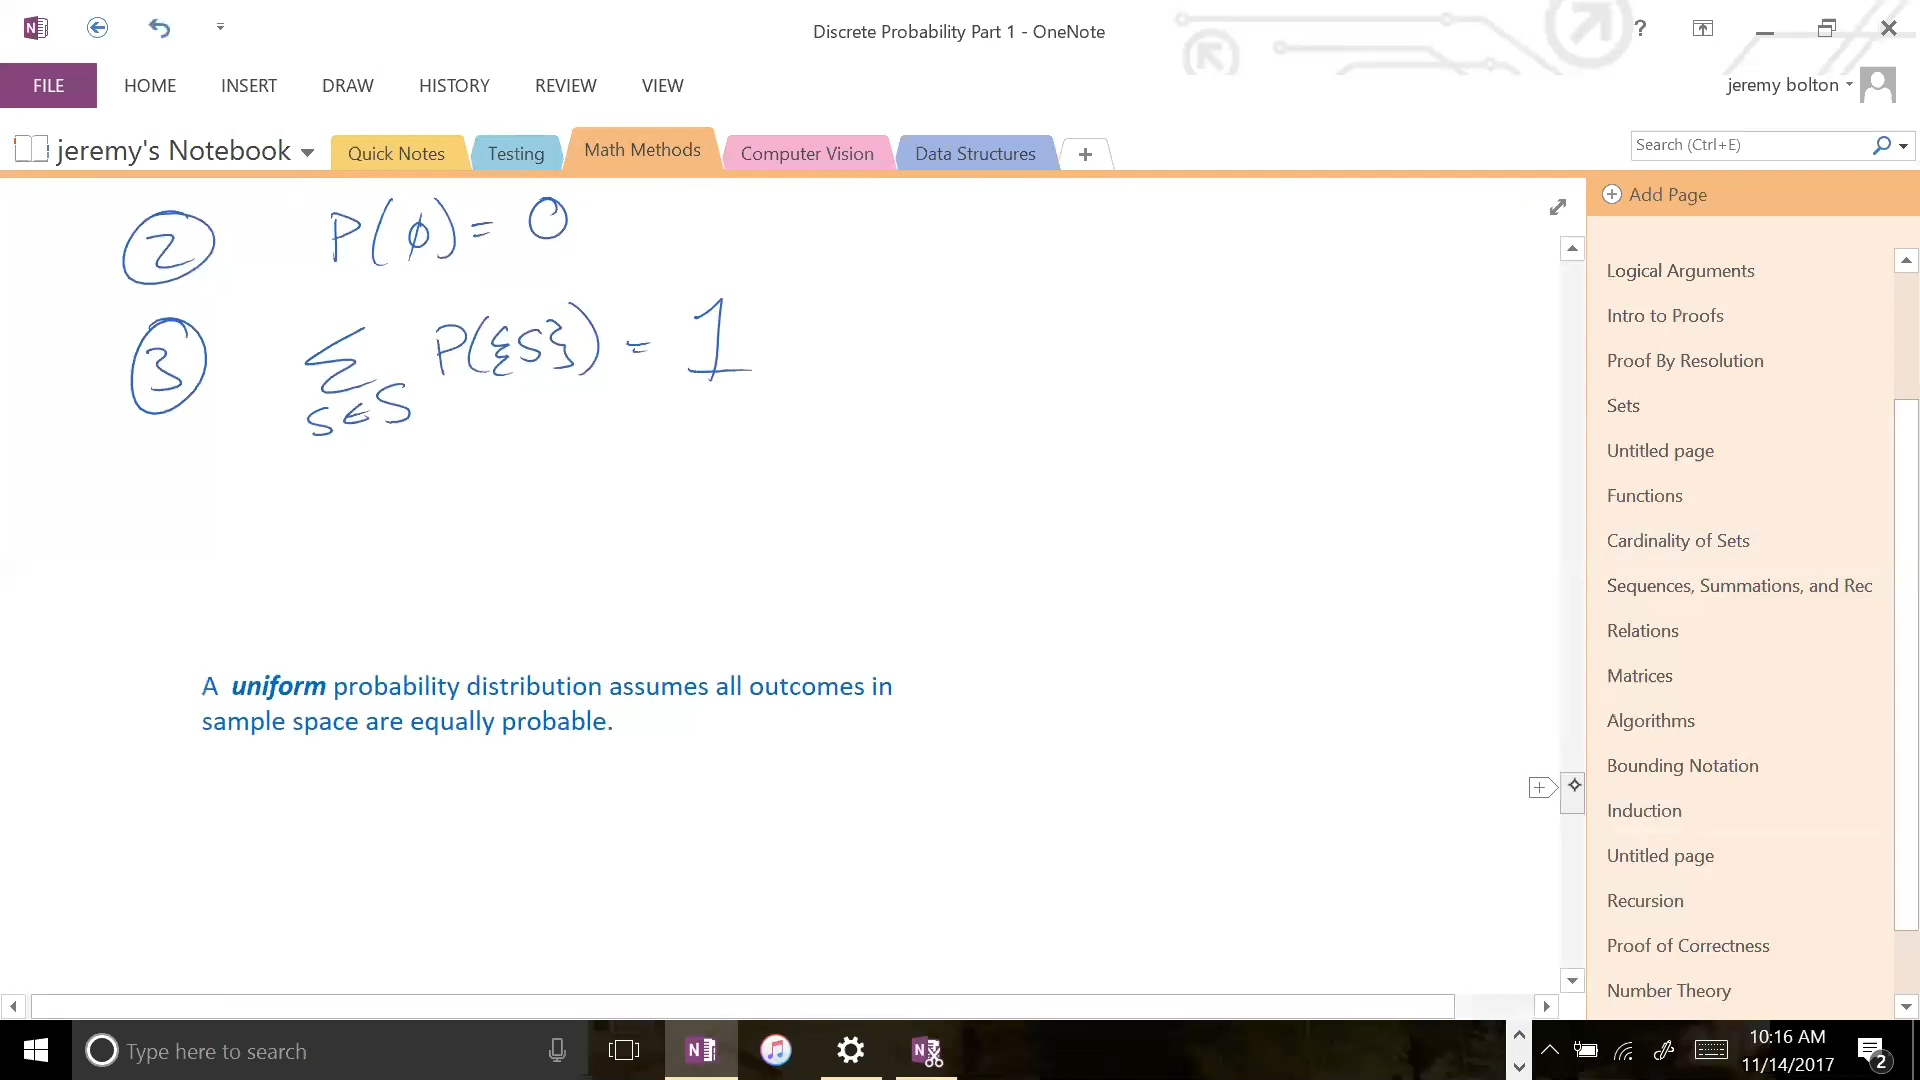 Discrete Probability Part 1 - OneNote
?
FILE HOME INSERT DRAW HISTORY REVIEW VIEW
jeremy bolton
jeremy's Notebook
Quick Notes
Testing
Math Methods
Computer Vision
Data Structures
Search (Ctrl+E)
② P(ϕ) = 0
③ ∑ P({s}) = 1
s∈S
A uniform probability distribution assumes all outcomes in
sample space are equally probable.
Add Page
Logical Arguments
Intro to Proofs
Proof By Resolution
Sets
Untitled page
Functions
Cardinality of Sets
Sequences, Summations, and Rec
Relations
Matrices
Algorithms
Bounding Notation
Induction
Untitled page
Recursion
Proof of Correctness
Number Theory
Type here to search
10:16 AM
11/14/2017
2